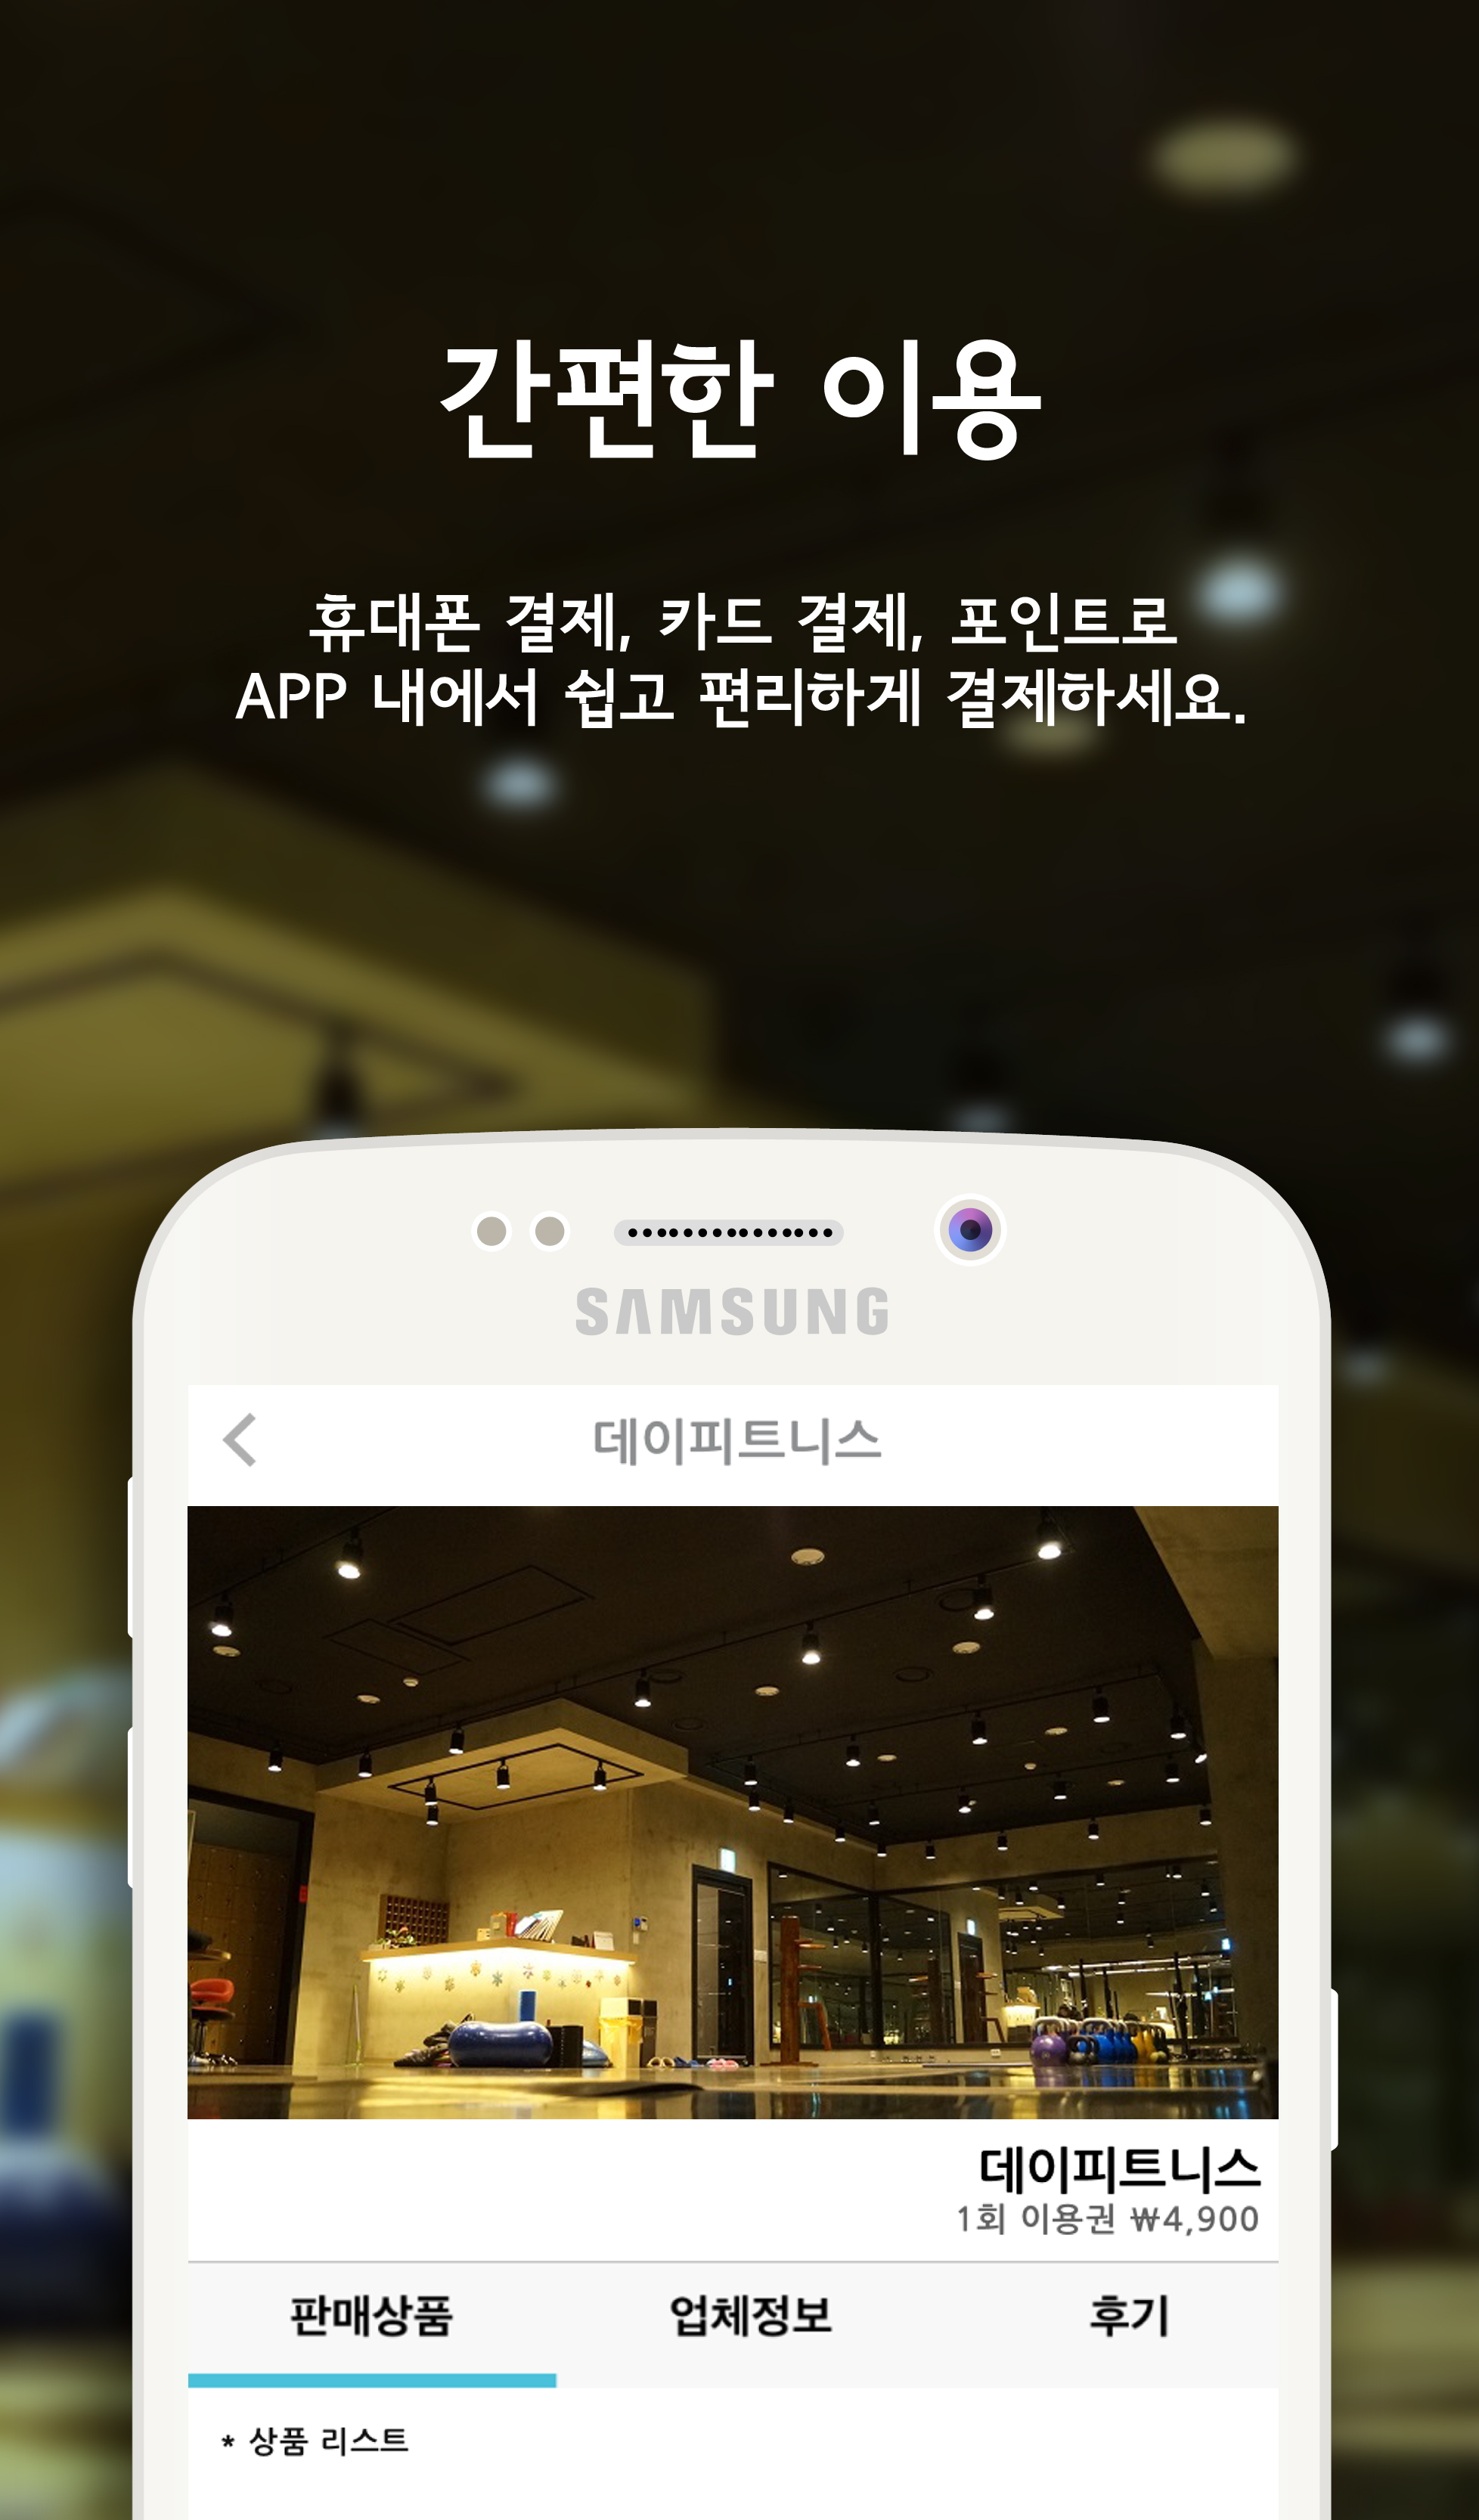 간편한 이용
휴대폰 결제, 카드 결제, 포인트로
APP 내에서 쉽고 편리하게 결제하세요.
SAMSUNG
데이피트니스
데이피트니스
1회 이용권 ₩4,900
판매상품 업체정보 후기
* 상품 리스트